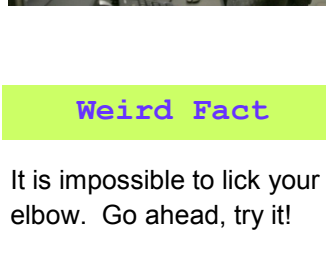 Weird Fact
It is impossible to lick your
elbow.  Go ahead, try it!